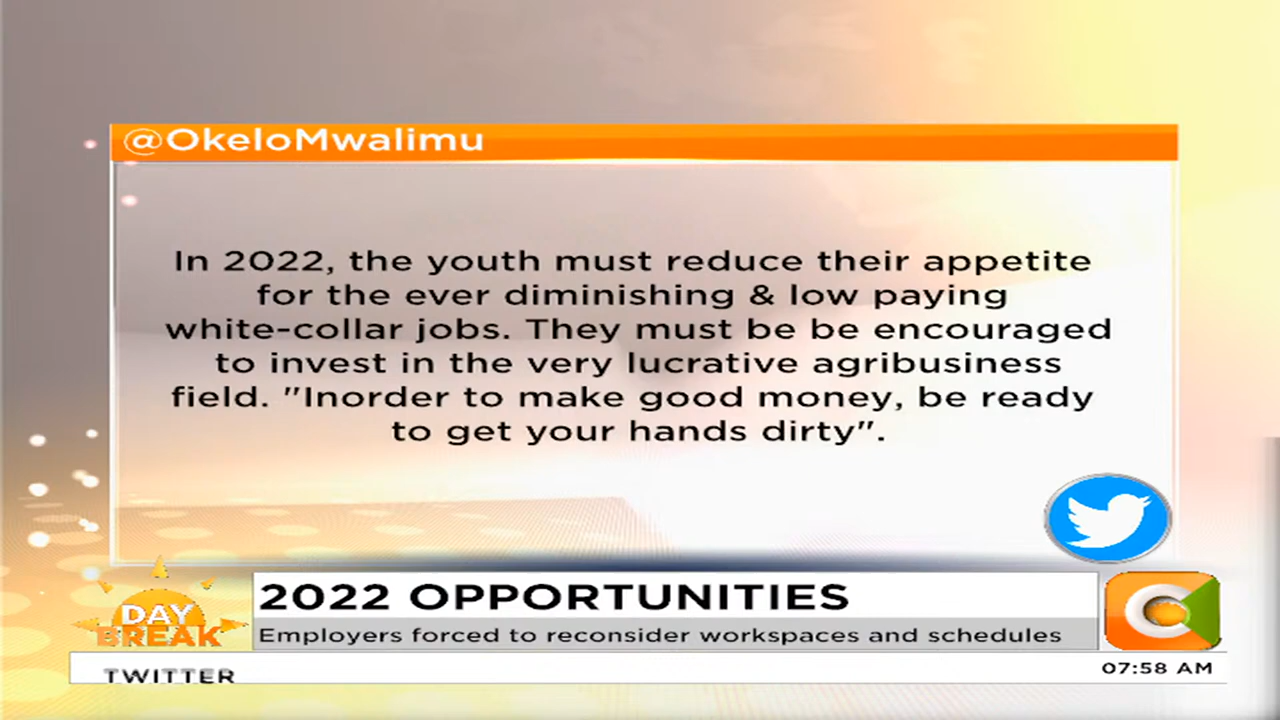 @OkeloMwalimu
In 2022, the youth must reduce their appetite
for the ever diminishing & low paying
white-collar jobs. They must be be encouraged
to invest in the very lucrative agribusiness
field. "Inorder to make good money, be ready
to get your hands dirty".
DAY
BREAK
2022 OPPORTUNITIES
Employers forced to reconsider workspaces and schedules
TWITTER
07:58 AM